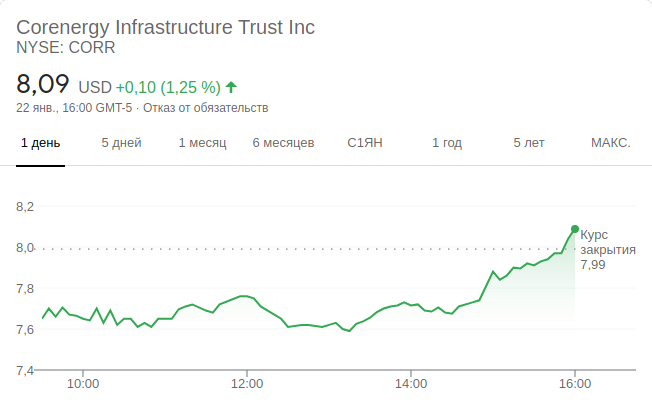 Corenergy Infrastructure Trust Inc
NYSE: CORR
8,09 USD +0,10 (1,25 %)
22 янв., 16:00 GMT-5 · Отказ от обязательств
1 день 5 дней 1 месяц 6 месяцев С1ЯН 1 год 5 лет МАКС.
8,2
8,0
7,8
7,6
7,4
Курс
закрытия
7,99
10:00 12:00 14:00 16:00